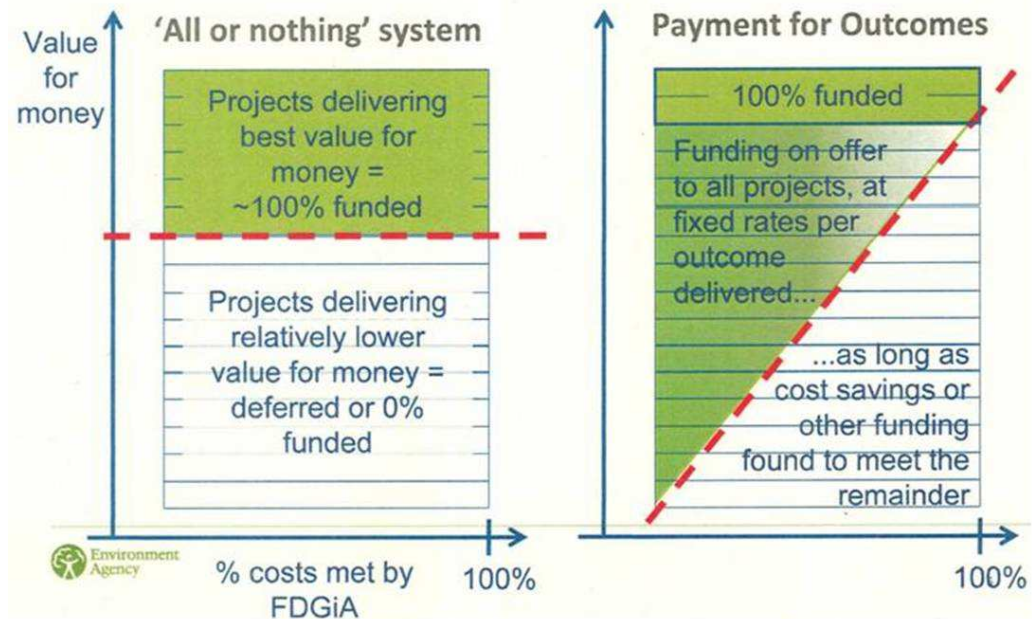 'All or nothing' system
Value
for
money
Projects delivering
best value for
money =
~100% funded
Projects delivering
relatively lower
value for money =
deferred or 0%
funded
Environment
Agency
% costs met by
FDGiA
100%
Payment for Outcomes
100% funded
Funding on offer
to all projects, at
fixed rates per
outcome
delivered...
...as long as
cost savings or
other funding
found to meet the
remainder
100%